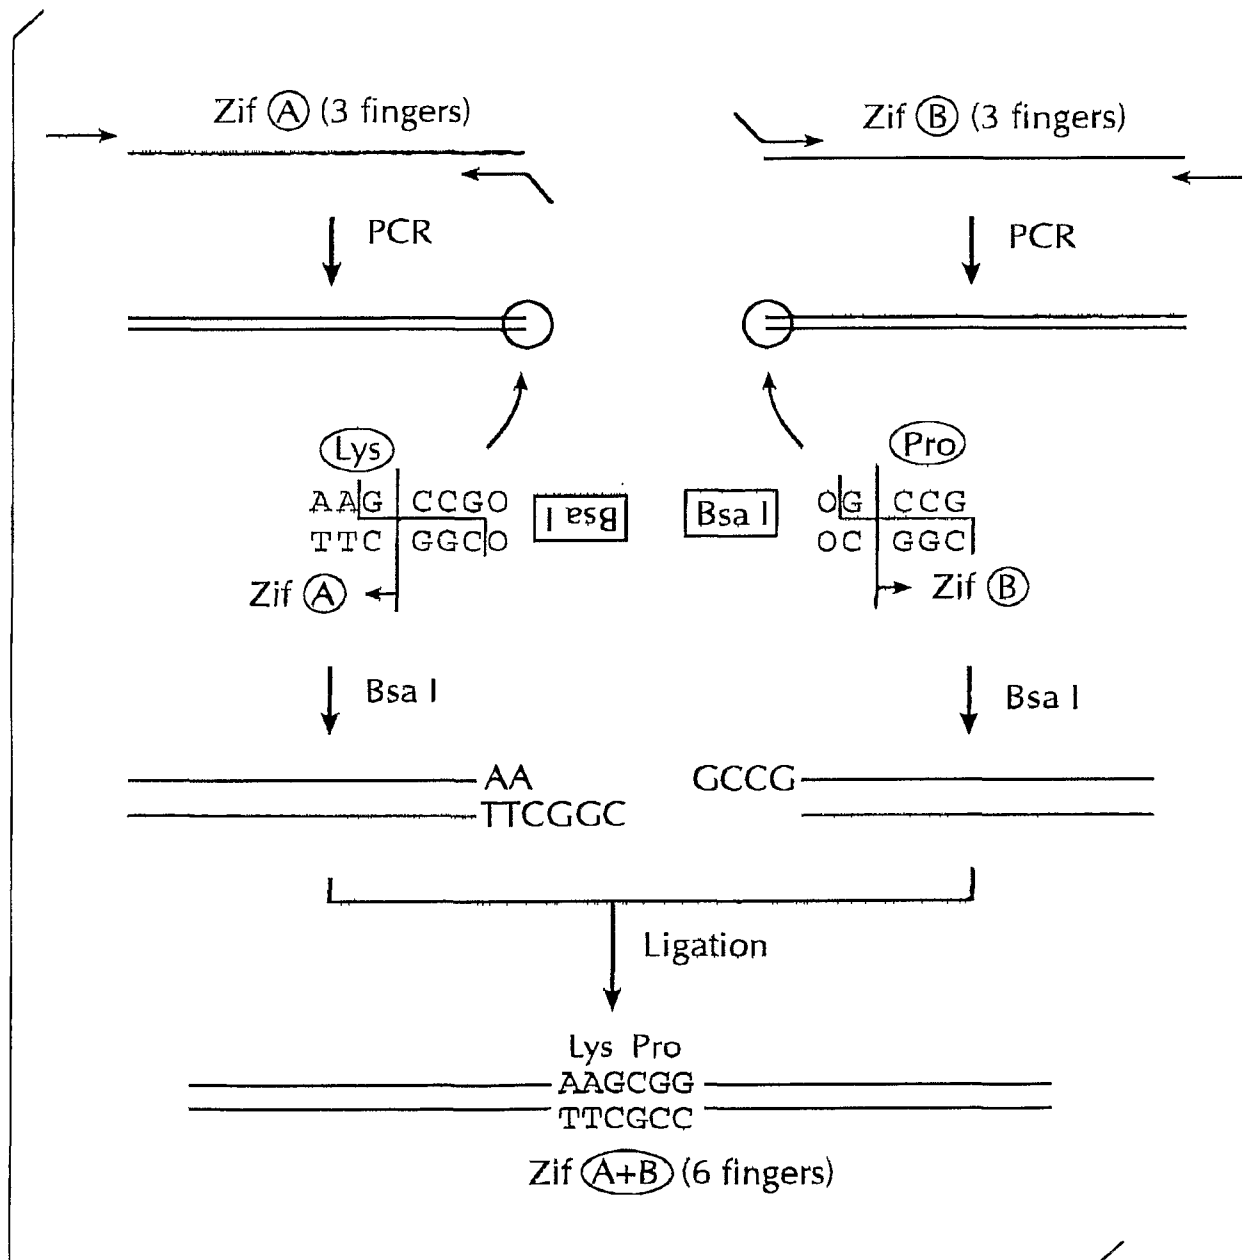 Zif A (3 fingers)
Zif B (3 fingers)
PCR
PCR
Lys
Pro
AAG CCGO
TTC GGCO
Bsa I
Bsa I
OG CCG
OC GGC
Zif A
Zif B
Bsa I
Bsa I
AA
TTCGGC
GCCG
Ligation
Lys Pro
AAGCGG
TTCGCC
Zif A+B (6 fingers)